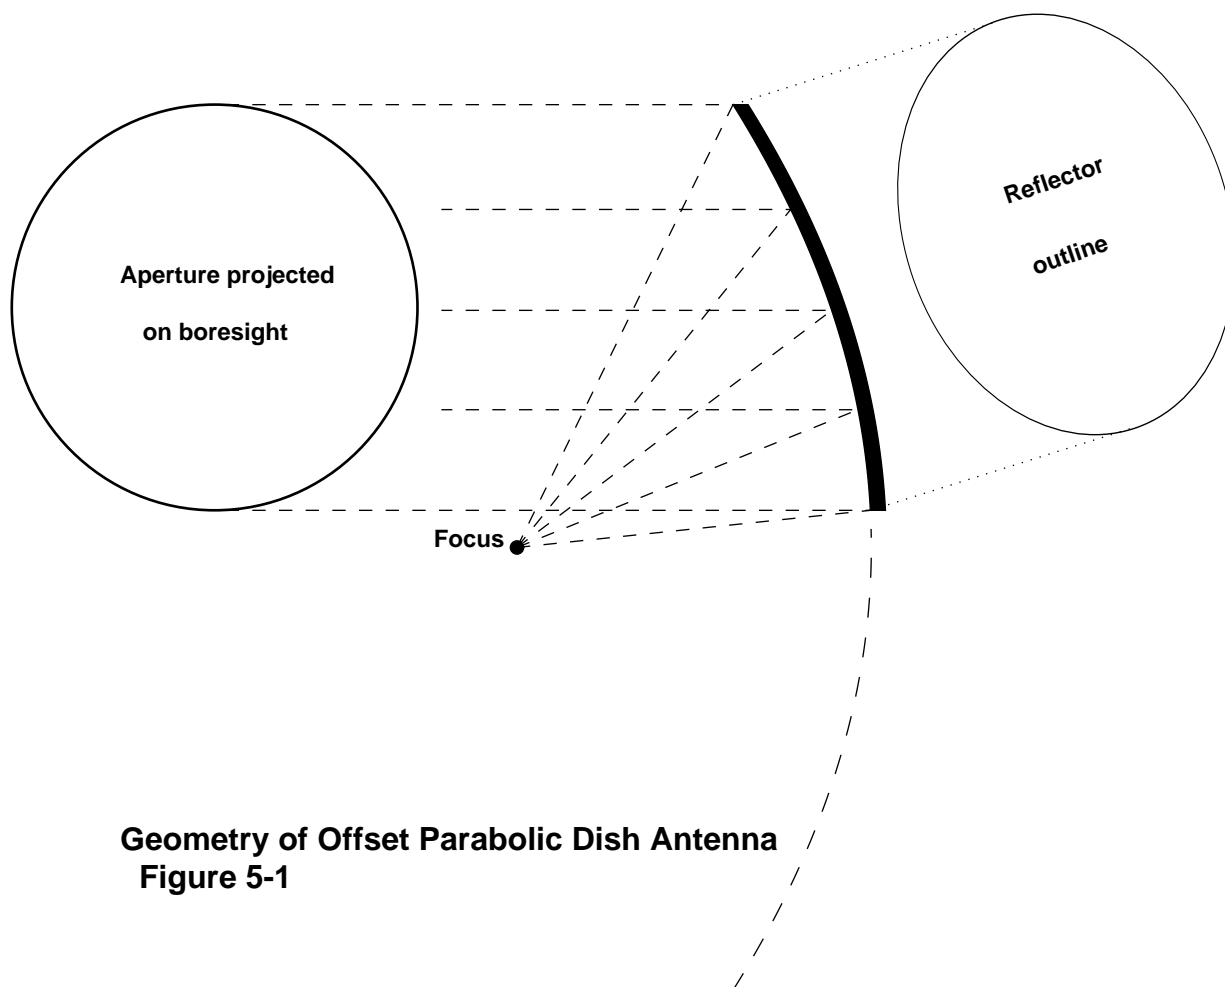 Aperture projected
on boresight
Reflector
outline
Focus
Geometry of Offset Parabolic Dish Antenna
Figure 5-1